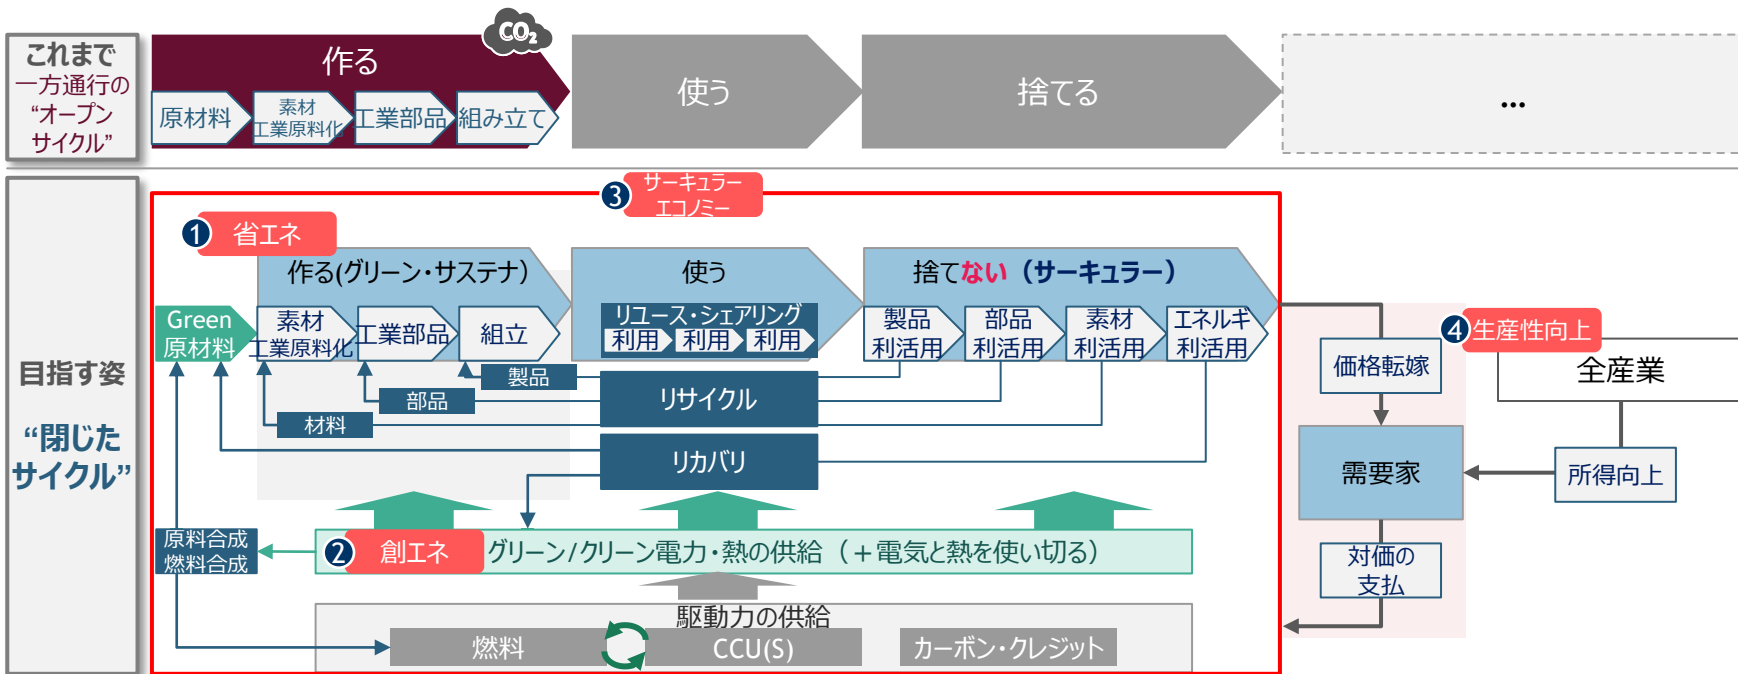 これまで
一方通行の
“オープン
サイクル”
作る
CO₂
原材料
素材
工業原料化
工業部品
組み立て
使う
捨てる
...
目指す姿
“閉じた
サイクル”
❸ サーキュラー
エコノミー
❶ 省エネ
作る(グリーン・サステナ)
Green
原材料
素材
工業原料化
工業部品
組立
使う
リユース・シェアリング
利用
利用
利用
捨てない（サーキュラー）
製品
利活用
部品
利活用
素材
利活用
エネルギ
利活用
製品
部品
材料
リサイクル
リカバリ
原料合成
燃料合成
❷ 創エネ
グリーン/クリーン電力・熱の供給（＋電気と熱を使い切る）
駆動力の供給
燃料
CCU(S)
カーボン・クレジット
価格転嫁
需要家
対価の
支払
❹ 生産性向上
全産業
所得向上